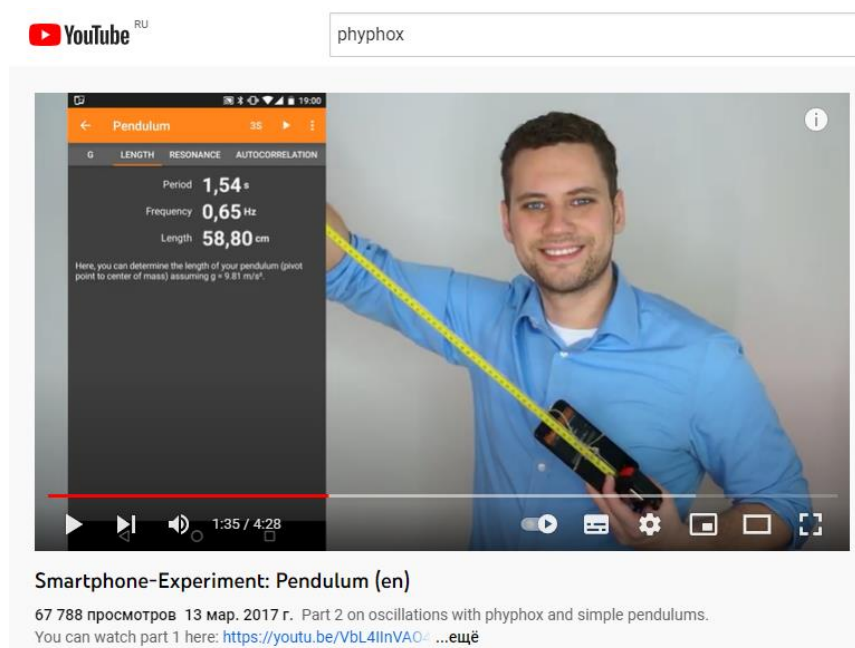 YouTube RU
phyphox
19:00
Pendulum 3S
G LENGTH RESONANCE AUTOCORRELATION
Period 1,54 s
Frequency 0,65 Hz
Length 58,80 cm
Here, you can determine the length of your pendulum (pivot
point to center of mass) assuming g = 9.81 m/s².
1:35 / 4:28
Smartphone-Experiment: Pendulum (en)
67 788 просмотров 13 мар. 2017 г. Part 2 on oscillations with phyphox and simple pendulums.
You can watch part 1 here: https://youtu.be/VbL4IInVAO4 ...ещё